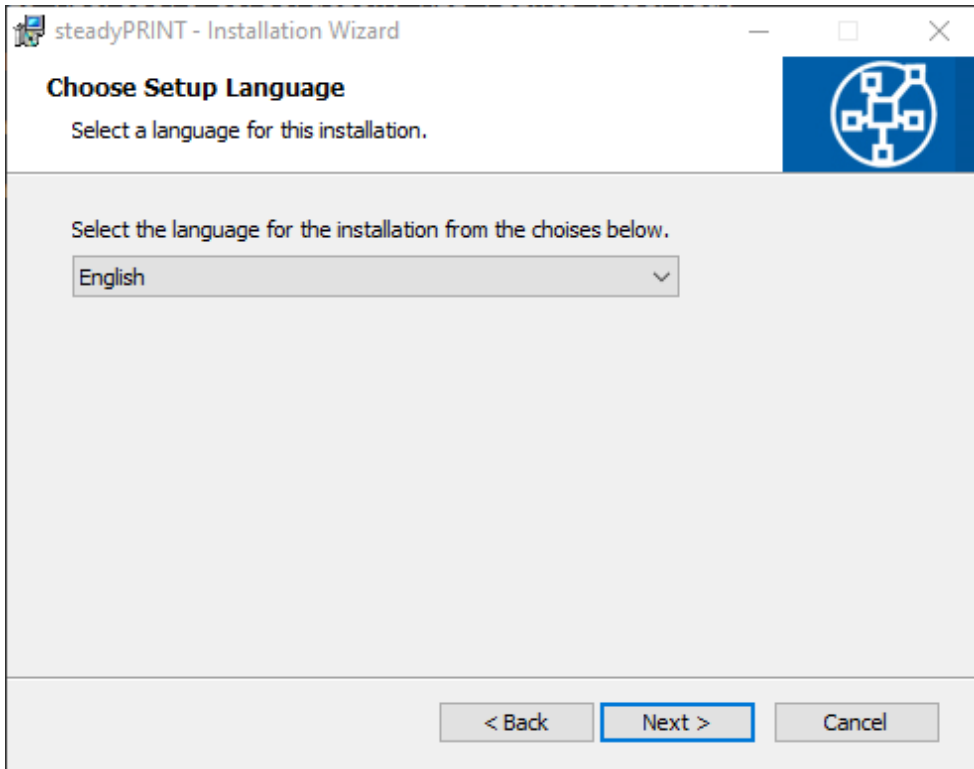 steadyPRINT - Installation Wizard
Choose Setup Language
Select a language for this installation.
Select the language for the installation from the choises below.
English
< Back
Next >
Cancel